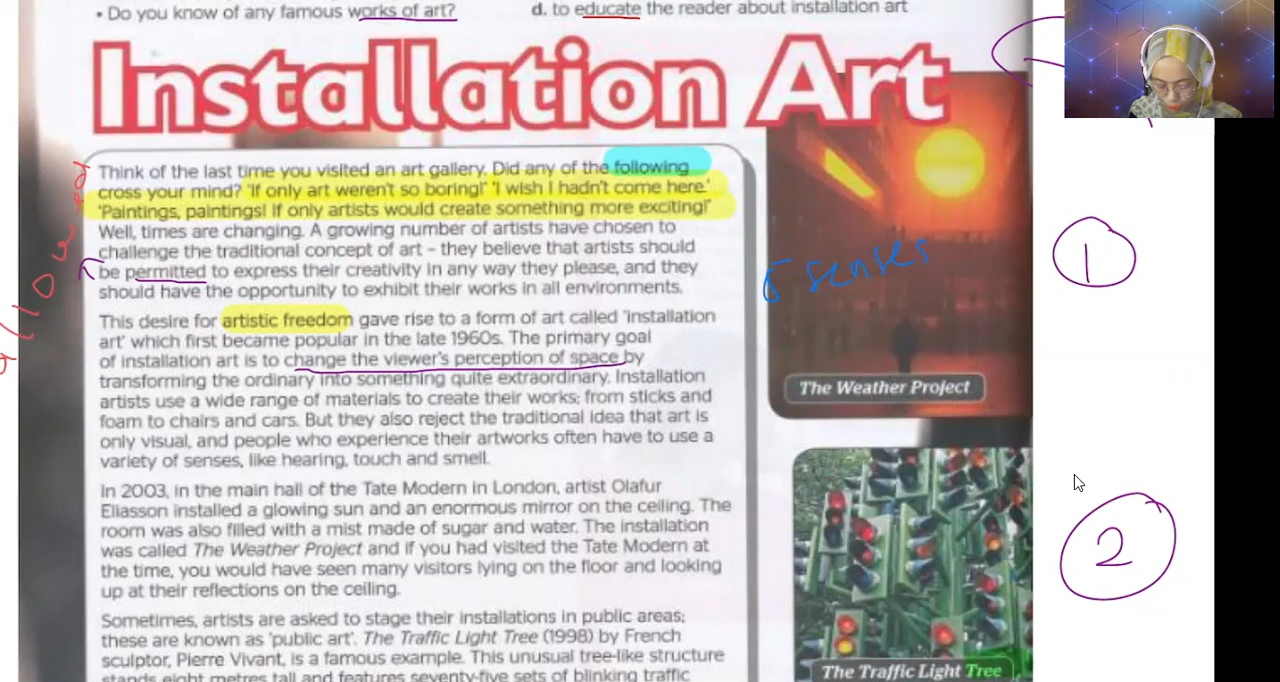 • Do you know of any famous works of art?
d. to educate the reader about installation art
Installation Art
Think of the last time you visited an art gallery. Did any of the following
cross your mind? 'If only art weren't so boring!' 'I wish I hadn't come here.'
'Paintings, paintings! If only artists would create something more exciting!'
Well, times are changing. A growing number of artists have chosen to
challenge the traditional concept of art – they believe that artists should
be permitted to express their creativity in any way they please, and they
should have the opportunity to exhibit their works in all environments.
This desire for artistic freedom gave rise to a form of art called 'installation
art' which first became popular in the late 1960s. The primary goal
of installation art is to change the viewer's perception of space by
transforming the ordinary into something quite extraordinary. Installation
artists use a wide range of materials to create their works; from sticks and
foam to chairs and cars. But they also reject the traditional idea that art is
only visual, and people who experience their artworks often have to use a
variety of senses, like hearing, touch and smell.
In 2003, in the main hall of the Tate Modern in London, artist Olafur
Eliasson installed a glowing sun and an enormous mirror on the ceiling. The
room was also filled with a mist made of sugar and water. The installation
was called The Weather Project and if you had visited the Tate Modern at
the time, you would have seen many visitors lying on the floor and looking
up at their reflections on the ceiling.
Sometimes, artists are asked to stage their installations in public areas;
these are known as 'public art'. The Traffic Light Tree (1998) by French
sculptor, Pierre Vivant, is a famous example. This unusual tree-like structure
stands eight metres tall and features seventy-five sets of blinking traffic
allowed
5 senses
The Weather Project
1
The Traffic Light Tree
2